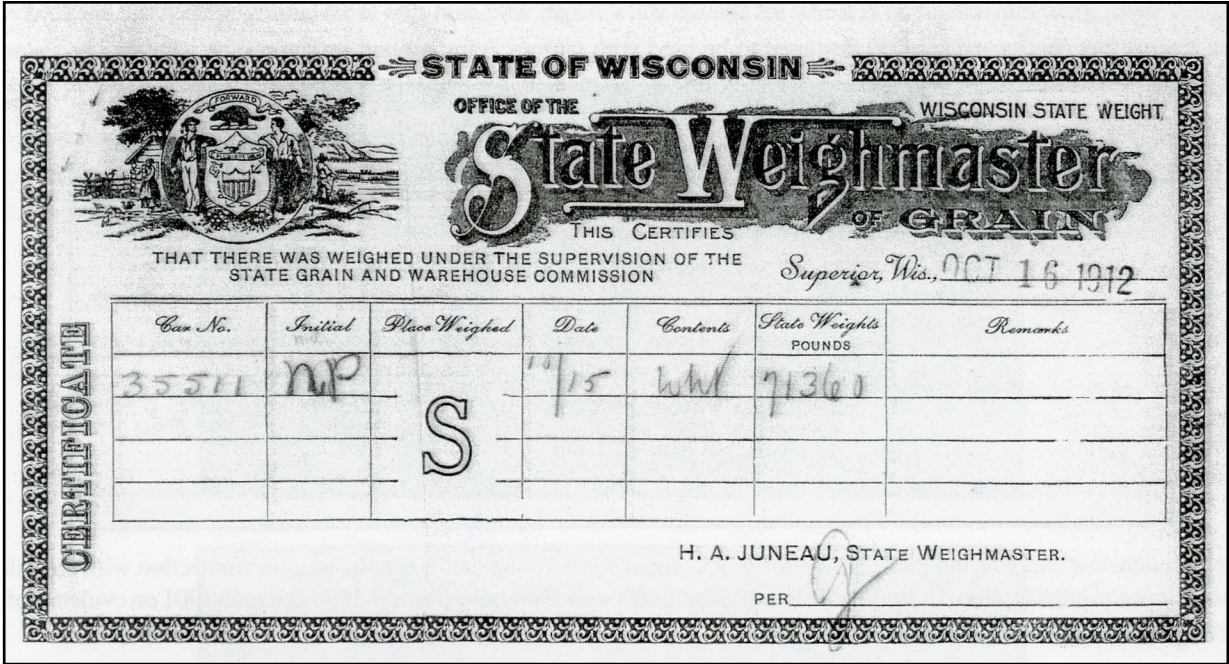 STATE OF WISCONSIN
FORWARD
OFFICE OF THE
WISCONSIN STATE WEIGHT
State Weighmaster
OF GRAIN
THIS CERTIFIES
THAT THERE WAS WEIGHED UNDER THE SUPERVISION OF THE
STATE GRAIN AND WAREHOUSE COMMISSION
Superior, Wis., OCT 16 1912
CERTIFICATE
Car No. Initial Place Weighed Date Contents State Weights POUNDS Remarks
35511 NP 10/15 Wht 71360
S
H. A. JUNEAU, STATE WEIGHMASTER.
PER J